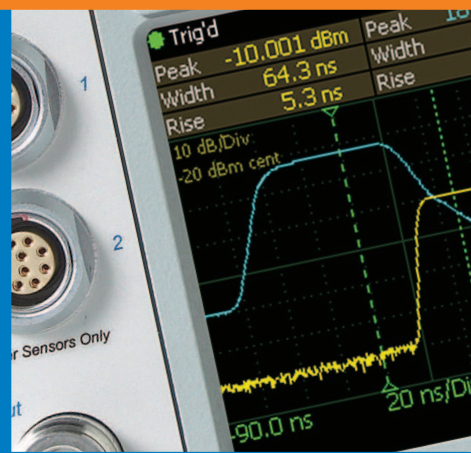 1
2
r Sensors Only
ut
Trig'd
Peak -10.001 dBm Peak
Width 64.3 ns Width
Rise 5.3 ns Rise
10 dB/Div
-20 dBm cent
-90.0 ns 20 ns/Di